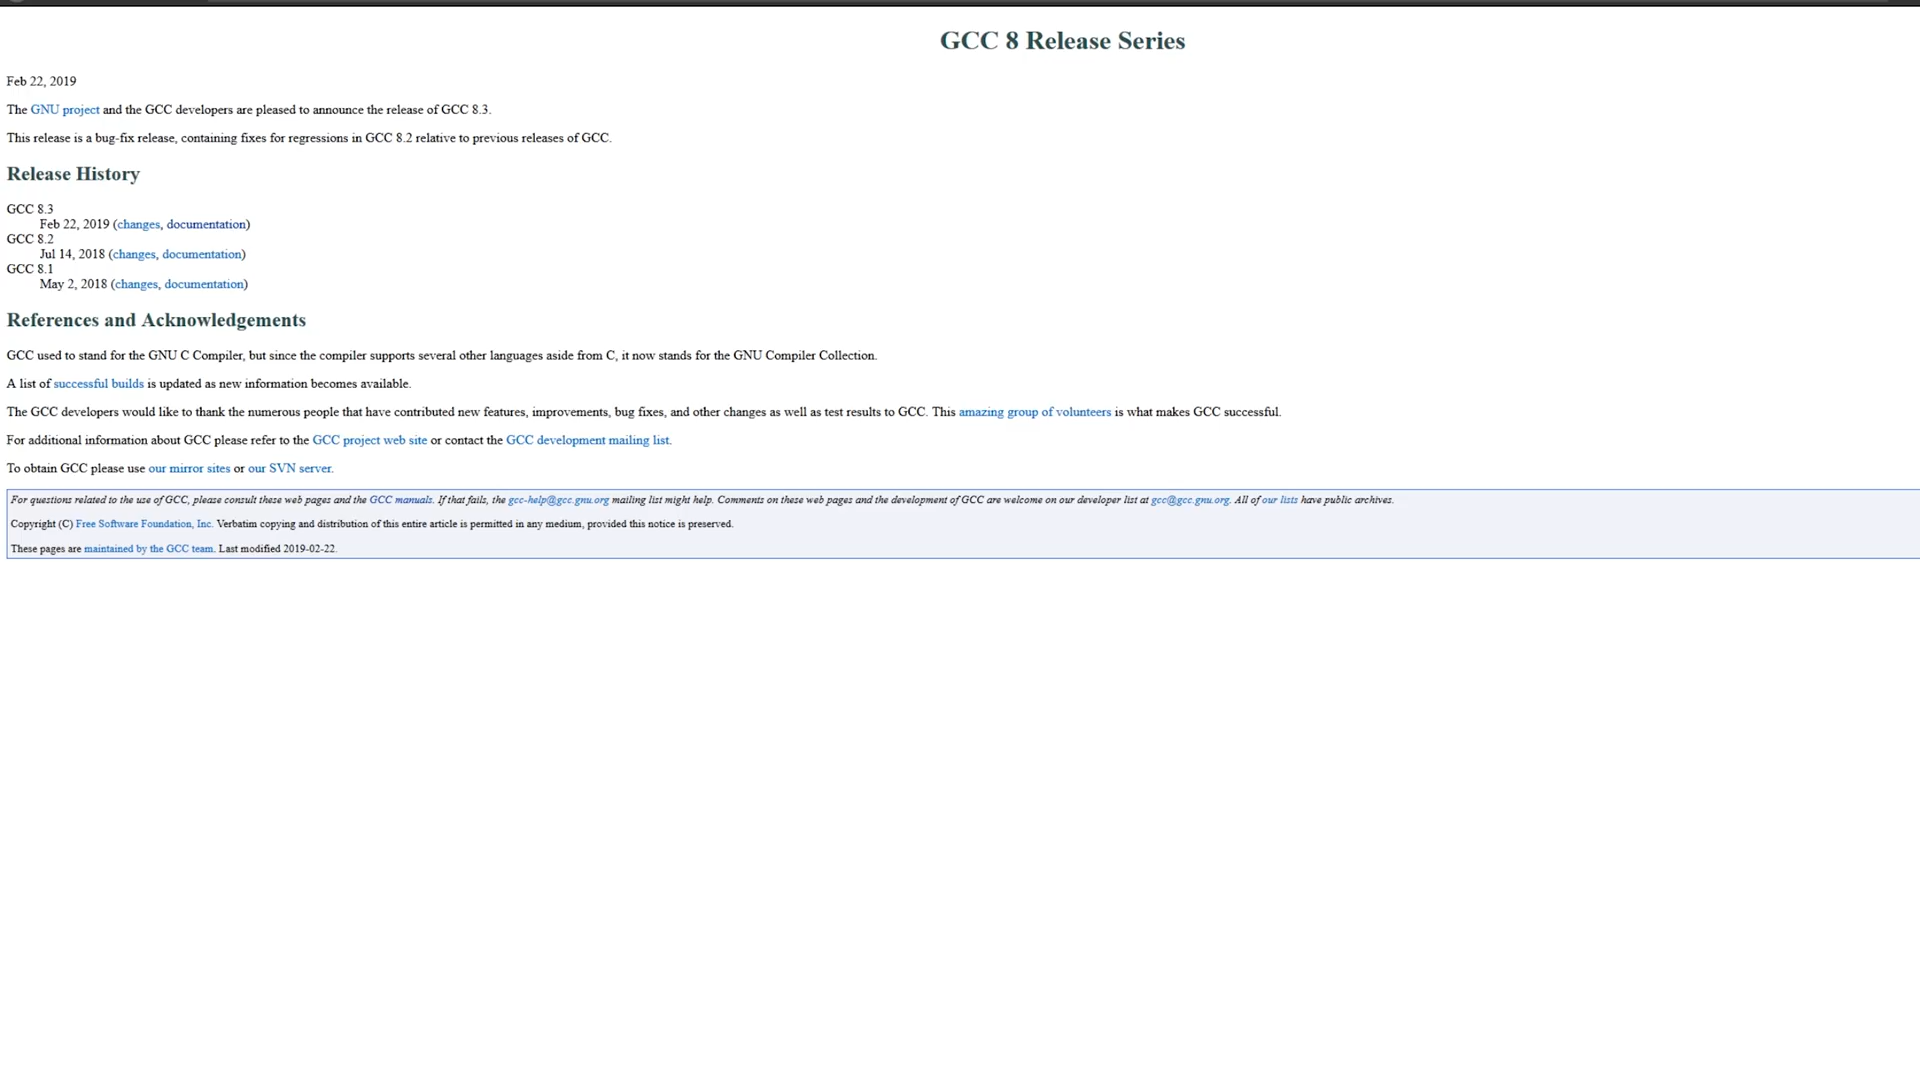 GCC 8 Release Series
Feb 22, 2019
The GNU project and the GCC developers are pleased to announce the release of GCC 8.3.
This release is a bug-fix release, containing fixes for regressions in GCC 8.2 relative to previous releases of GCC.
Release History
GCC 8.3
Feb 22, 2019 (changes, documentation)
GCC 8.2
Jul 14, 2018 (changes, documentation)
GCC 8.1
May 2, 2018 (changes, documentation)
References and Acknowledgements
GCC used to stand for the GNU C Compiler, but since the compiler supports several other languages aside from C, it now stands for the GNU Compiler Collection.
A list of successful builds is updated as new information becomes available.
The GCC developers would like to thank the numerous people that have contributed new features, improvements, bug fixes, and other changes as well as test results to GCC. This amazing group of volunteers is what makes GCC successful.
For additional information about GCC please refer to the GCC project web site or contact the GCC development mailing list.
To obtain GCC please use our mirror sites or our SVN server.
For questions related to the use of GCC, please consult these web pages and the GCC manuals. If that fails, the gcc-help@gcc.gnu.org mailing list might help. Comments on these web pages and the development of GCC are welcome on our developer list at gcc@gcc.gnu.org. All of our lists have public archives.
Copyright (C) Free Software Foundation, Inc. Verbatim copying and distribution of this entire article is permitted in any medium, provided this notice is preserved.
These pages are maintained by the GCC team. Last modified 2019-02-22.